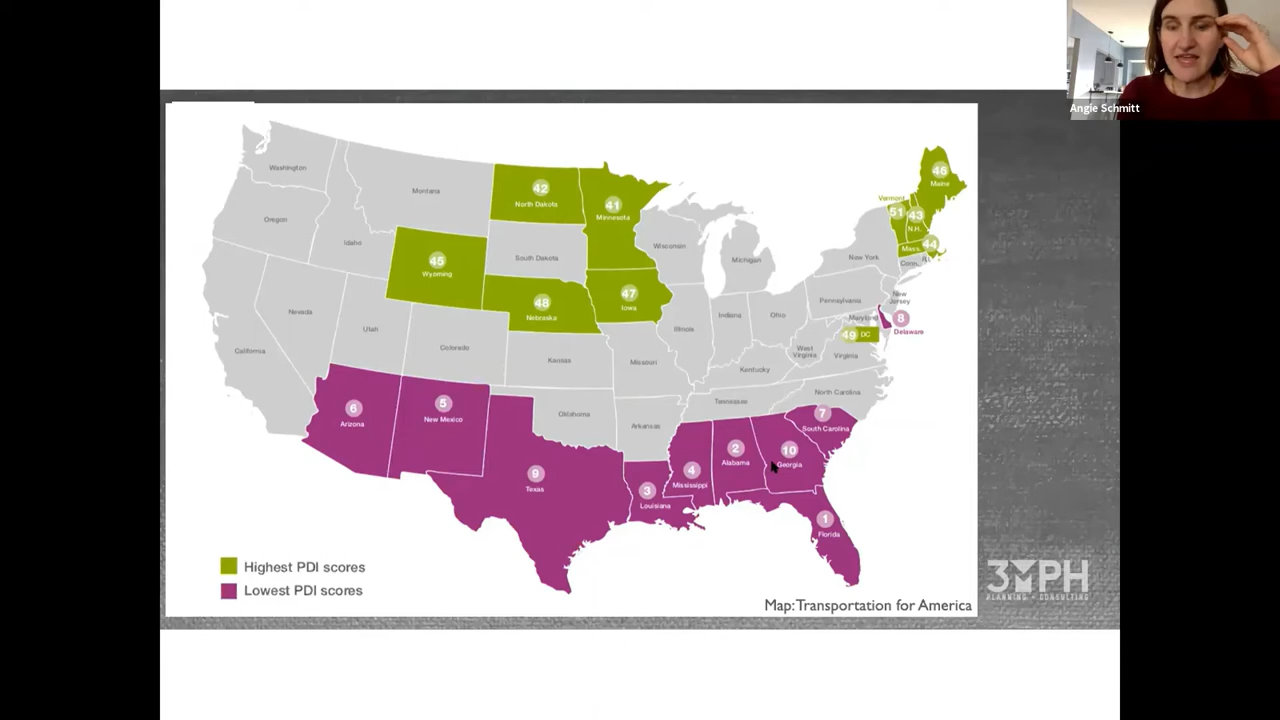 Angie Schmitt
Washington
Oregon
California
Nevada
Idaho
Montana
45
Wyoming
Utah
Colorado
6
Arizona
5
New Mexico
42
North Dakota
South Dakota
48
Nebraska
Kansas
Oklahoma
9
Texas
41
Minnesota
47
Iowa
Missouri
Arkansas
3
Louisiana
Wisconsin
Illinois
Michigan
Indiana
Ohio
Kentucky
Tennessee
4
Mississippi
2
Alabama
10
Georgia
1
Florida
7
South Carolina
North Carolina
West
Virginia
Virginia
Maryland
49 DC
8
Delaware
Pennsylvania
New
Jersey
New York
Conn.
R.I.
44
Mass.
Vermont
51
43
N.H.
46
Maine
Highest PDI scores
Lowest PDI scores
Map: Transportation for America
3MPH
PLANNING + CONSULTING